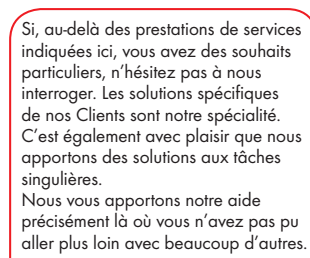 Si, au-delà des prestations de services
indiquées ici, vous avez des souhaits
particuliers, n’hésitez pas à nous
interroger. Les solutions spécifiques
de nos Clients sont notre spécialité.
C’est également avec plaisir que nous
apportons des solutions aux tâches
singulières.
Nous vous apportons notre aide
précisément là où vous n’avez pas pu
aller plus loin avec beaucoup d’autres.